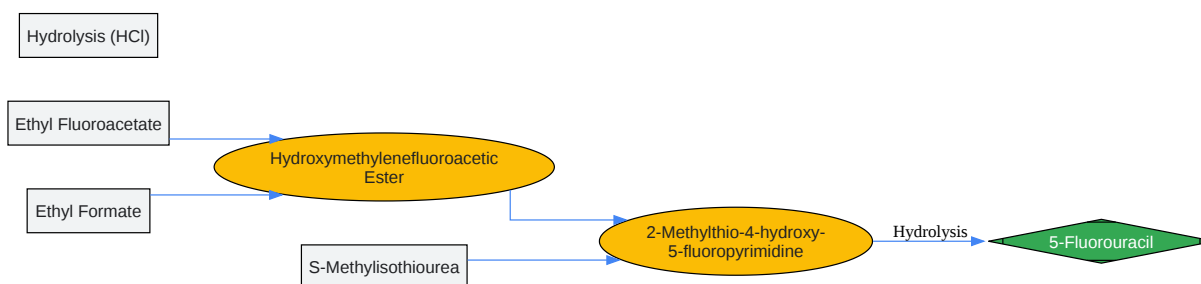 Hydrolysis (HCl)
Ethyl Fluoroacetate
Hydroxymethylenefluoroacetic
Ester
Ethyl Formate
S-Methylisothiourea
2-Methylthio-4-hydroxy-
5-fluoropyrimidine
Hydrolysis
5-Fluorouracil